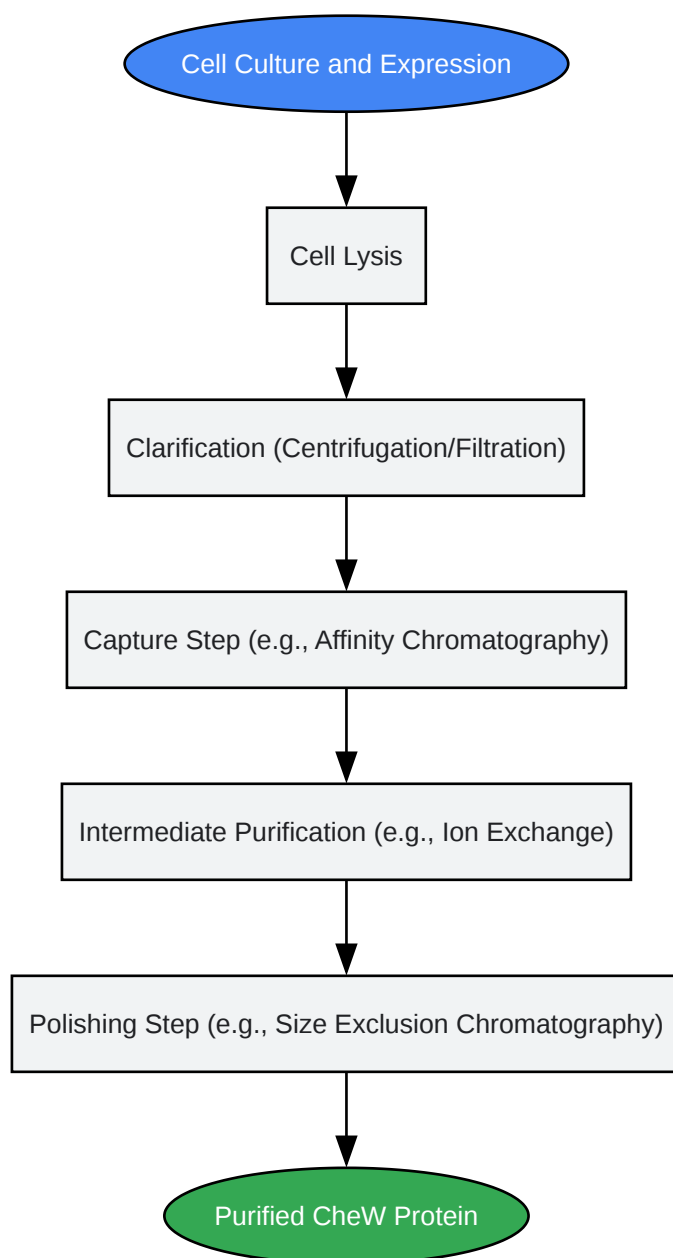 Cell Culture and Expression
Cell Lysis
Clarification (Centrifugation/Filtration)
Capture Step (e.g., Affinity Chromatography)
Intermediate Purification (e.g., Ion Exchange)
Polishing Step (e.g., Size Exclusion Chromatography)
Purified CheW Protein